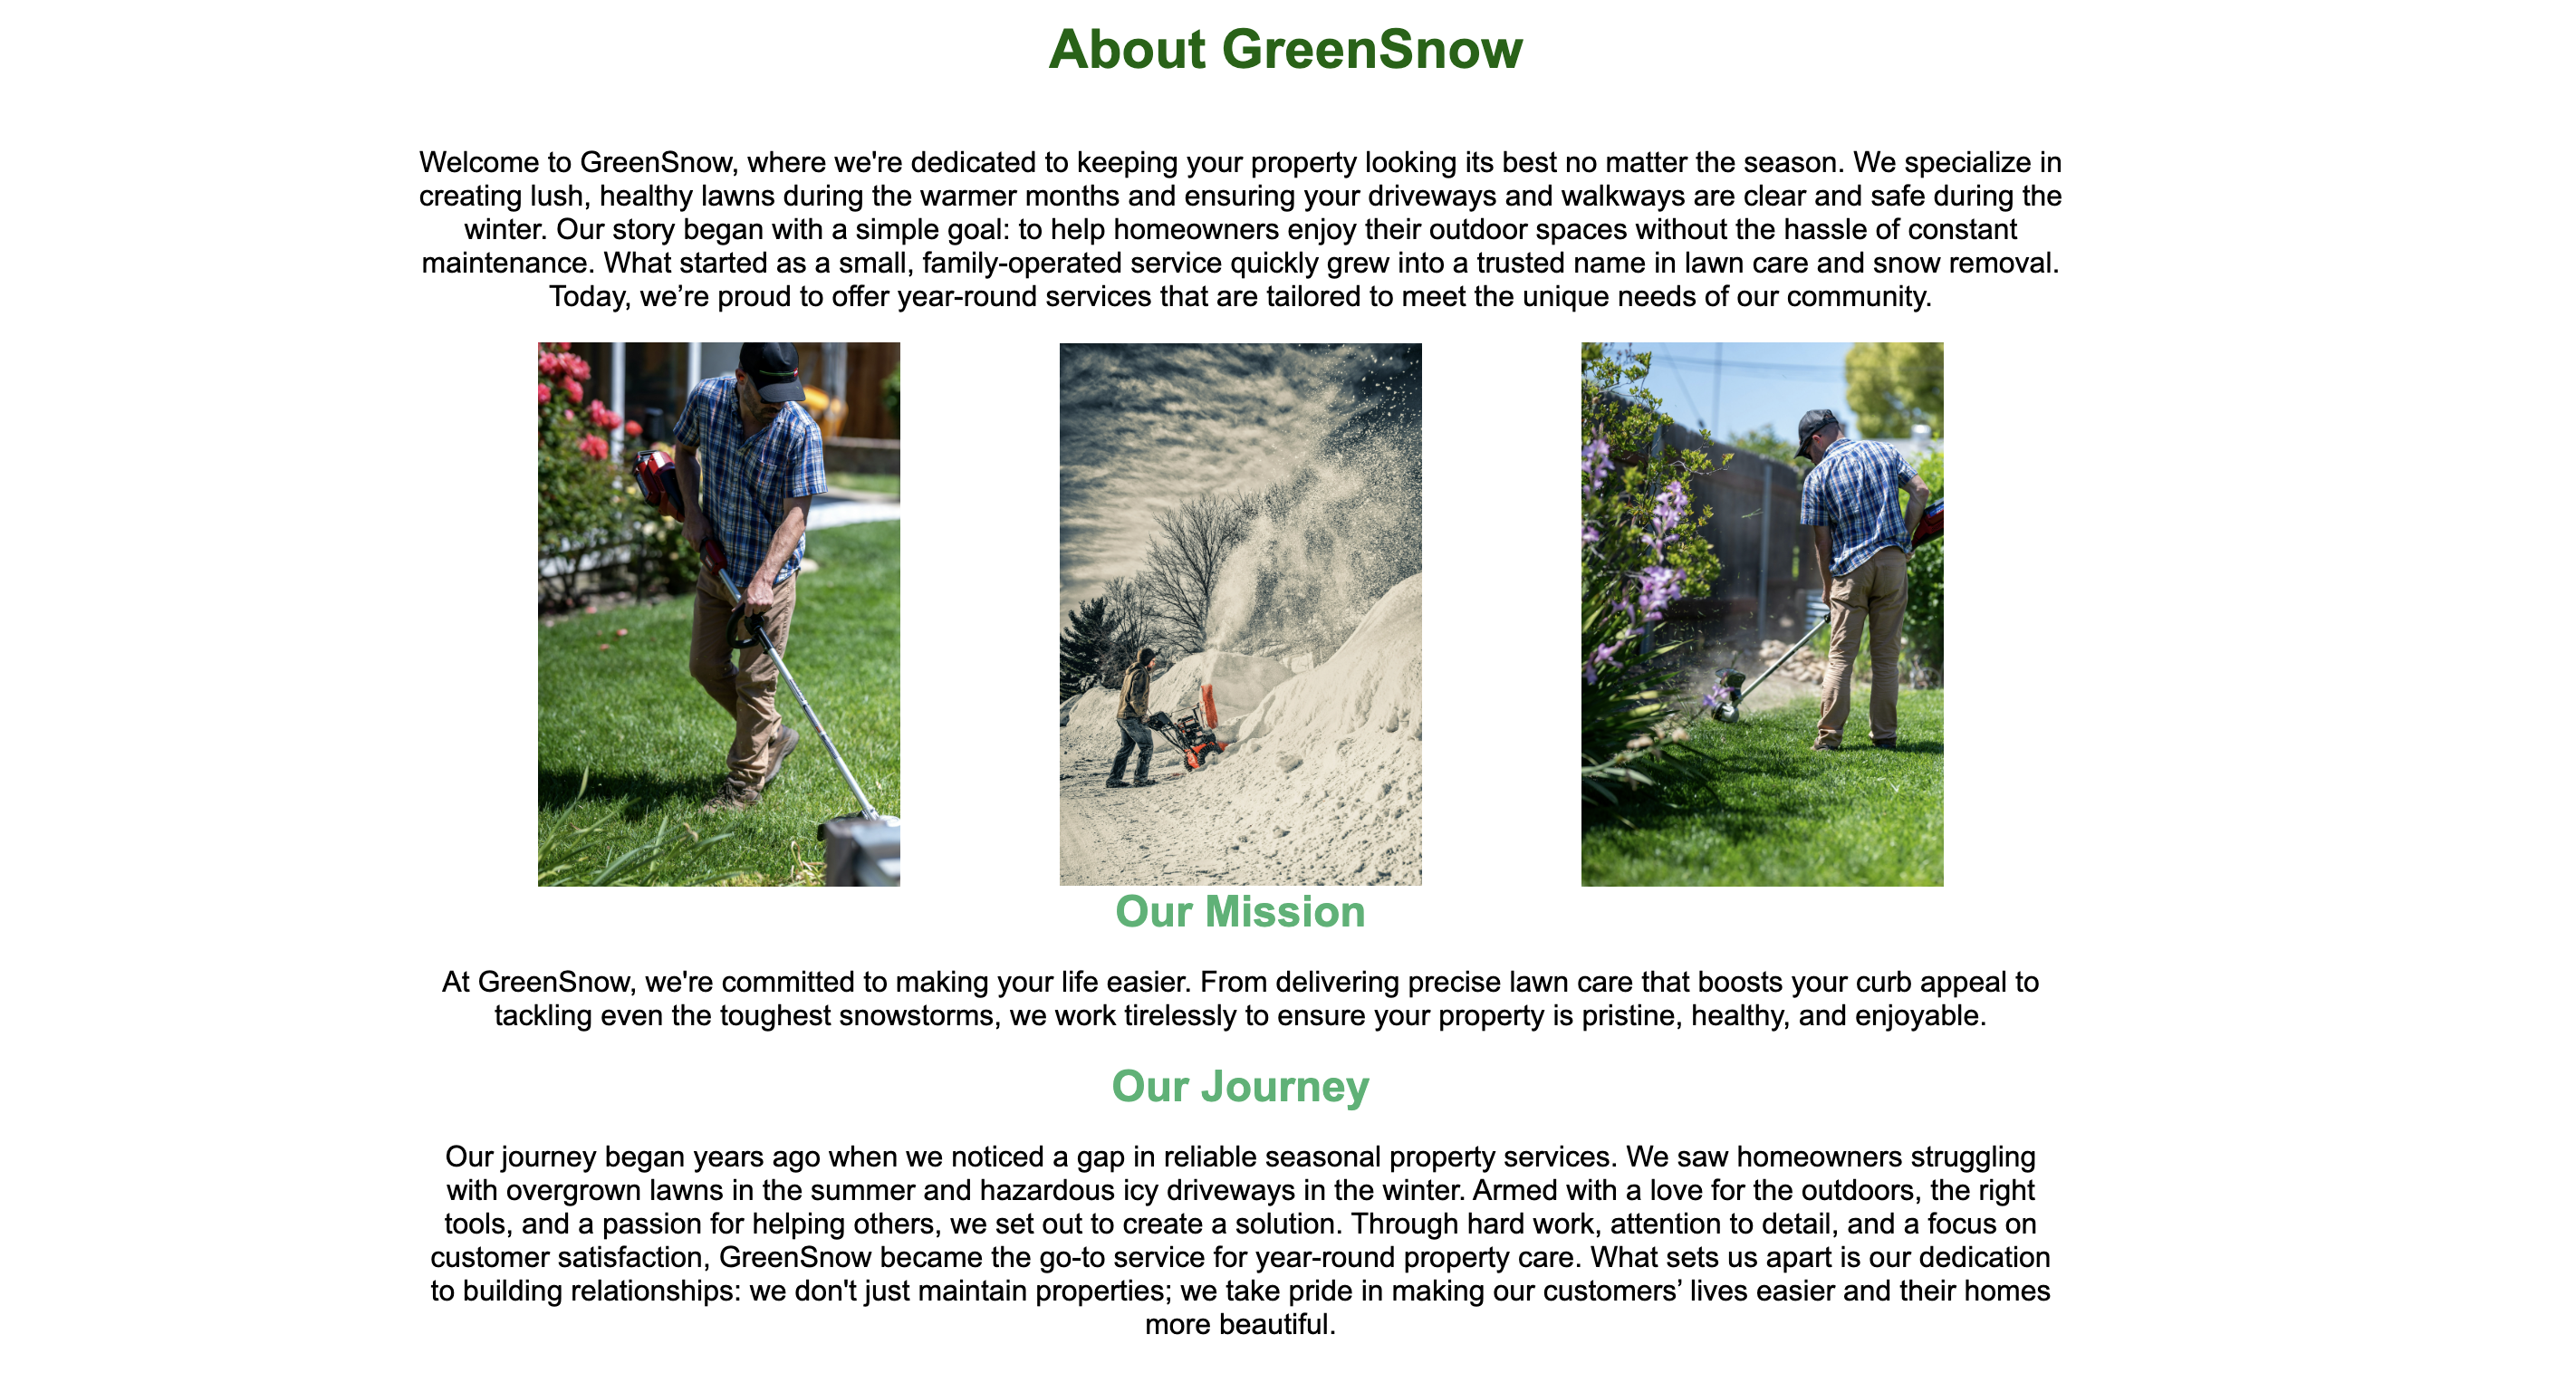 About GreenSnow
Welcome to GreenSnow, where we're dedicated to keeping your property looking its best no matter the season. We specialize in
creating lush, healthy lawns during the warmer months and ensuring your driveways and walkways are clear and safe during the
winter. Our story began with a simple goal: to help homeowners enjoy their outdoor spaces without the hassle of constant
maintenance. What started as a small, family-operated service quickly grew into a trusted name in lawn care and snow removal.
Today, we’re proud to offer year-round services that are tailored to meet the unique needs of our community.
Our Mission
At GreenSnow, we're committed to making your life easier. From delivering precise lawn care that boosts your curb appeal to
tackling even the toughest snowstorms, we work tirelessly to ensure your property is pristine, healthy, and enjoyable.
Our Journey
Our journey began years ago when we noticed a gap in reliable seasonal property services. We saw homeowners struggling
with overgrown lawns in the summer and hazardous icy driveways in the winter. Armed with a love for the outdoors, the right
tools, and a passion for helping others, we set out to create a solution. Through hard work, attention to detail, and a focus on
customer satisfaction, GreenSnow became the go-to service for year-round property care. What sets us apart is our dedication
to building relationships: we don't just maintain properties; we take pride in making our customers’ lives easier and their homes
more beautiful.